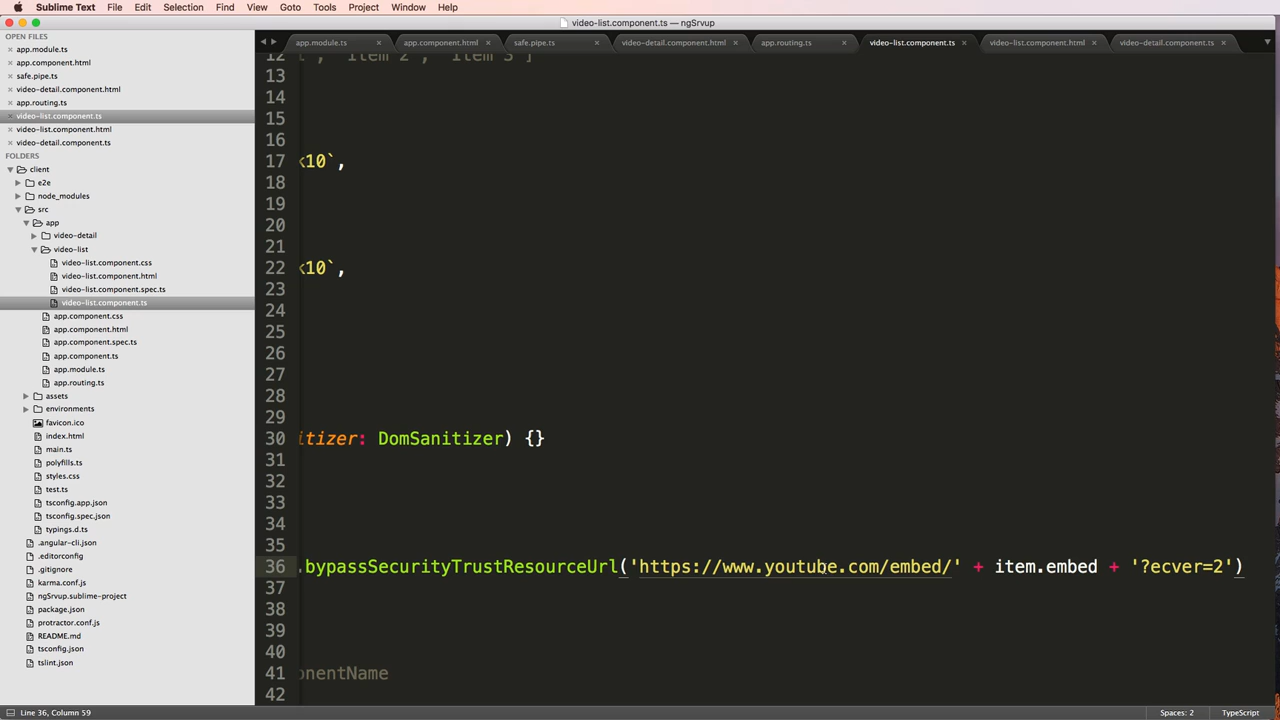 Sublime Text File Edit Selection Find View Goto Tools Project Window Help
video-list.component.ts — ngSrvup
OPEN FILES
app.module.ts
app.component.html
safe.pipe.ts
video-detail.component.html
app.routing.ts
video-list.component.ts
video-list.component.html
video-detail.component.ts
FOLDERS
client
e2e
node_modules
src
app
video-detail
video-list
video-list.component.css
video-list.component.html
video-list.component.spec.ts
video-list.component.ts
app.component.css
app.component.html
app.component.spec.ts
app.component.ts
app.module.ts
app.routing.ts
assets
environments
favicon.ico
index.html
main.ts
polyfills.ts
styles.css
test.ts
tsconfig.app.json
tsconfig.spec.json
typings.d.ts
.angular-cli.json
.editorconfig
.gitignore
karma.conf.js
ngSrvup.sublime-project
package.json
protractor.conf.js
README.md
tsconfig.json
tslint.json
app.module.ts app.component.html safe.pipe.ts video-detail.component.html app.routing.ts video-list.component.ts video-list.component.html video-detail.component.ts
12 1", "Item 2", "Item 3"]
13
14
15
16
17 k10`,
18
19
20
21
22 k10`,
23
24
25
26
27
28
29
30 itizer: DomSanitizer) {}
31
32
33
34
35
36 .bypassSecurityTrustResourceUrl('https://www.youtube.com/embed/' + item.embed + '?ecver=2')
37
38
39
40
41 onentName
42
Line 36, Column 59 Spaces: 2 TypeScript